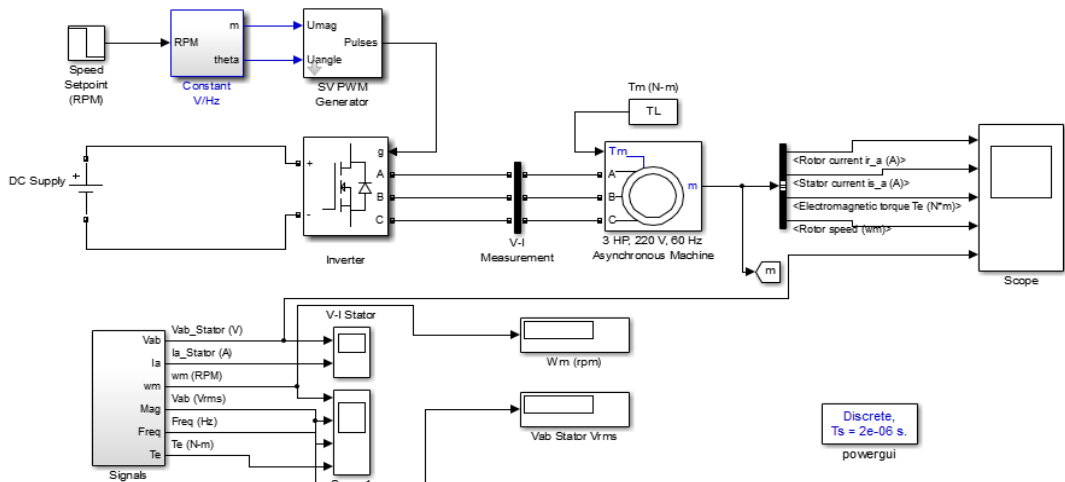 m
Umag
RPM
Pulses
theta
Uangle
Speed
Setpoint
(RPM)
Constant
V/Hz
SV PWM
Generator
Tm (N-m)
TL
DC Supply
+
+
-
g
A
B
C
Inverter
V-I
Measurement
Tm
A
B
C
m
3 HP, 220 V, 60 Hz
Asynchronous Machine
m
<Rotor current ir_a (A)>
<Stator current is_a (A)>
<Electromagnetic torque Te (N*m)>
<Rotor speed (wm)>
Scope
Vab
Ia
wm
Mag
Freq
Te
Signals
Vab_Stator (V)
Ia_Stator (A)
wm (RPM)
Vab (Vrms)
Freq (Hz)
Te (N-m)
V-I Stator
Wm (rpm)
Vab Stator Vrms
Discrete,
Ts = 2e-06 s.
powergui